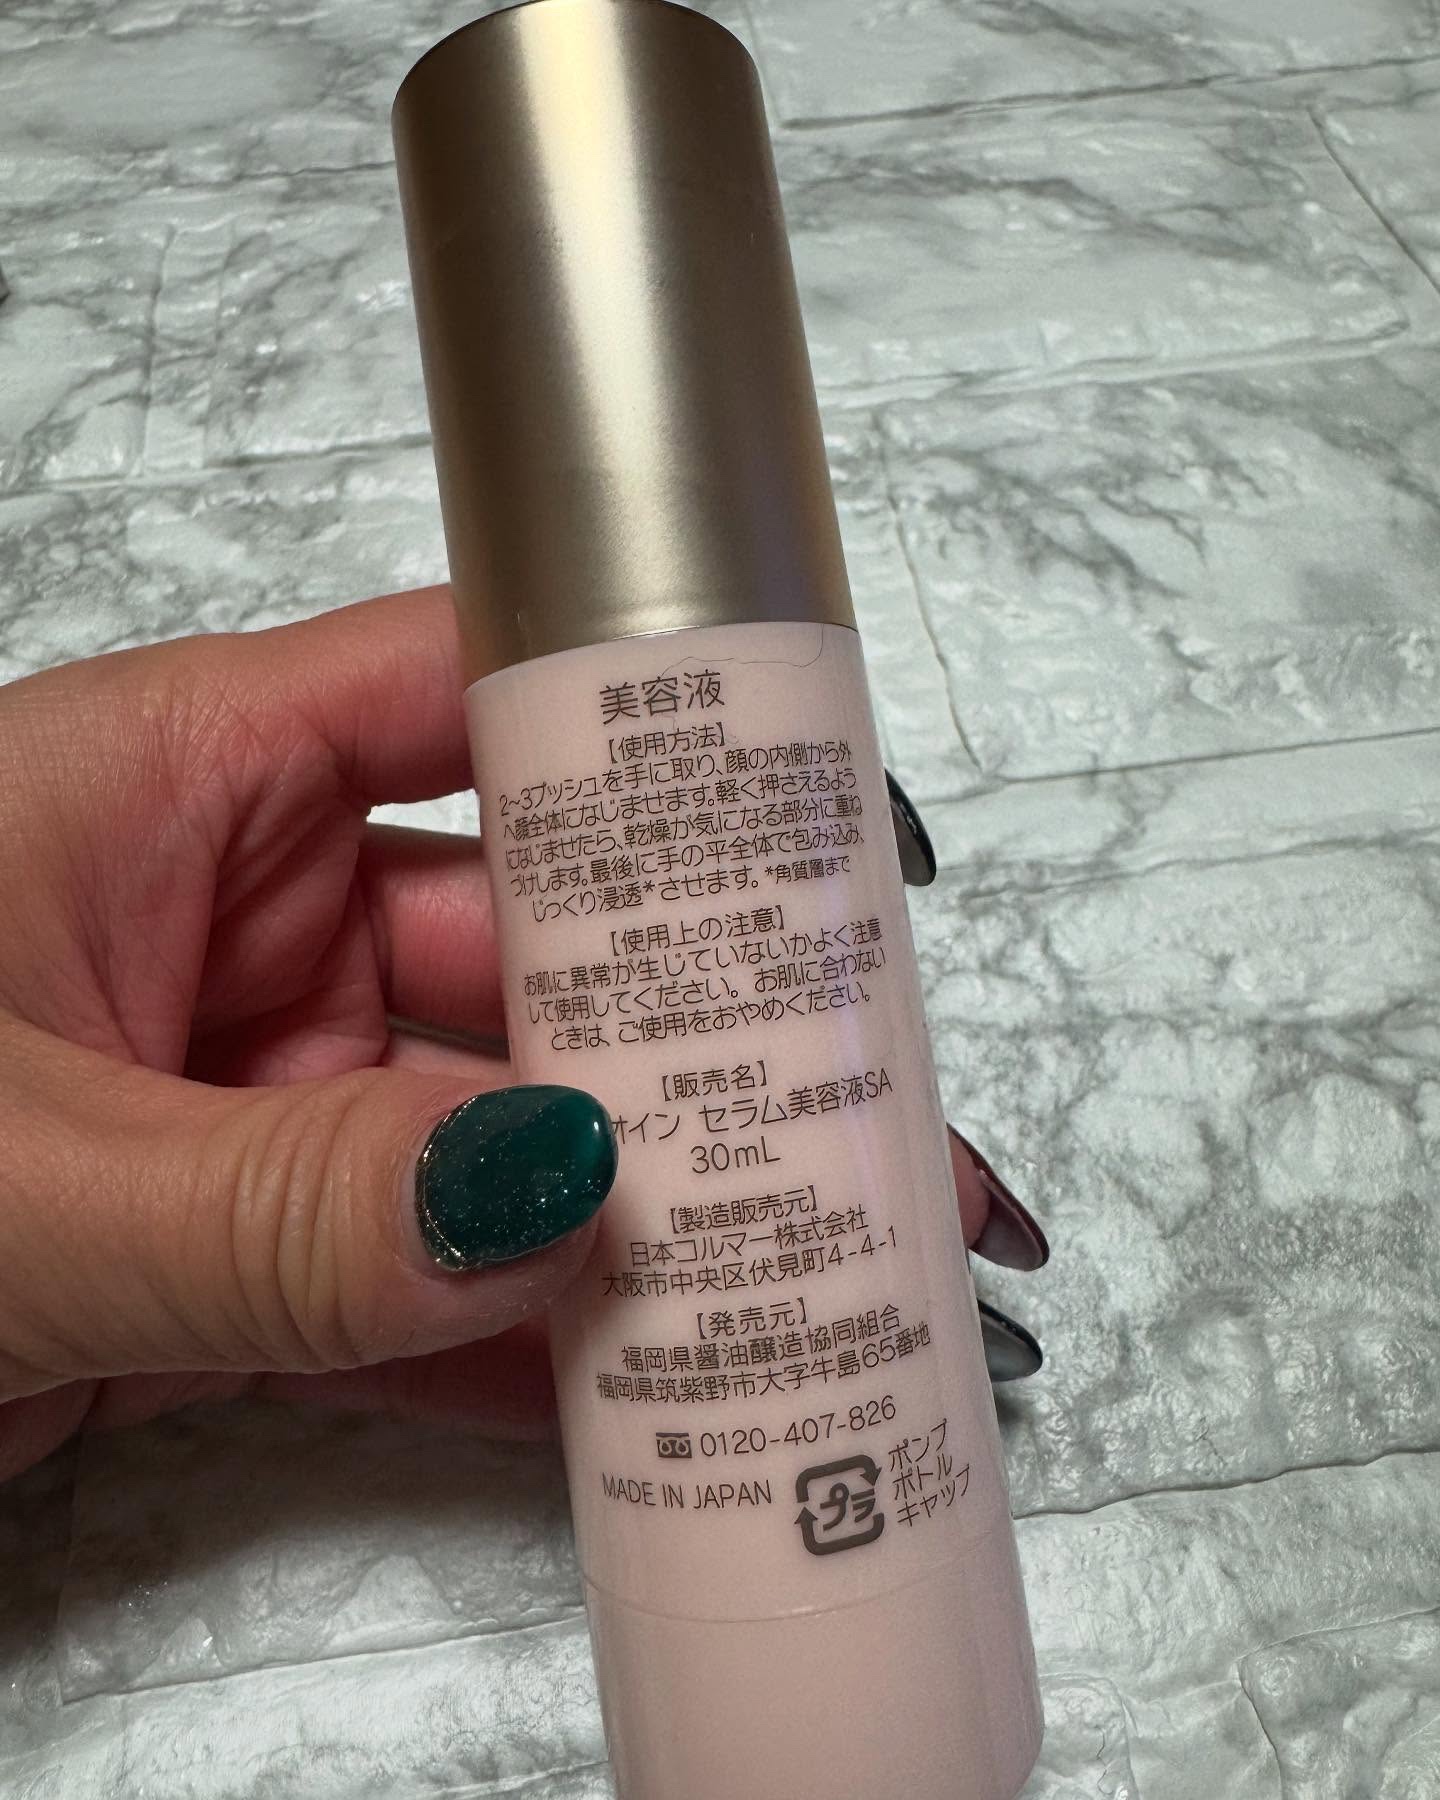 美容液
【使用方法】
2~3プッシュを手に取り、顔の内側から外
へ顔全体になじませます。軽く押さえるよう
になじませたら、乾燥が気になる部分に重ね
づけします。最後に手の平全体で包み込み、
じっくり浸透*させます。*角質層まで
【使用上の注意】
お肌に異常が生じていないかよく注意
して使用してください。お肌に合わない
ときは、ご使用をおやめください。
【販売名】
オイン セラム美容液SA
30mL
【製造販売元】
日本コルマー株式会社
大阪市中央区伏見町4-4-1
【発売元】
福岡県醤油醸造協同組合
福岡県筑紫野市大字牛島65番地
0120-407-826
MADE IN JAPAN
プラ
ポンプ
ボトル
キャップ